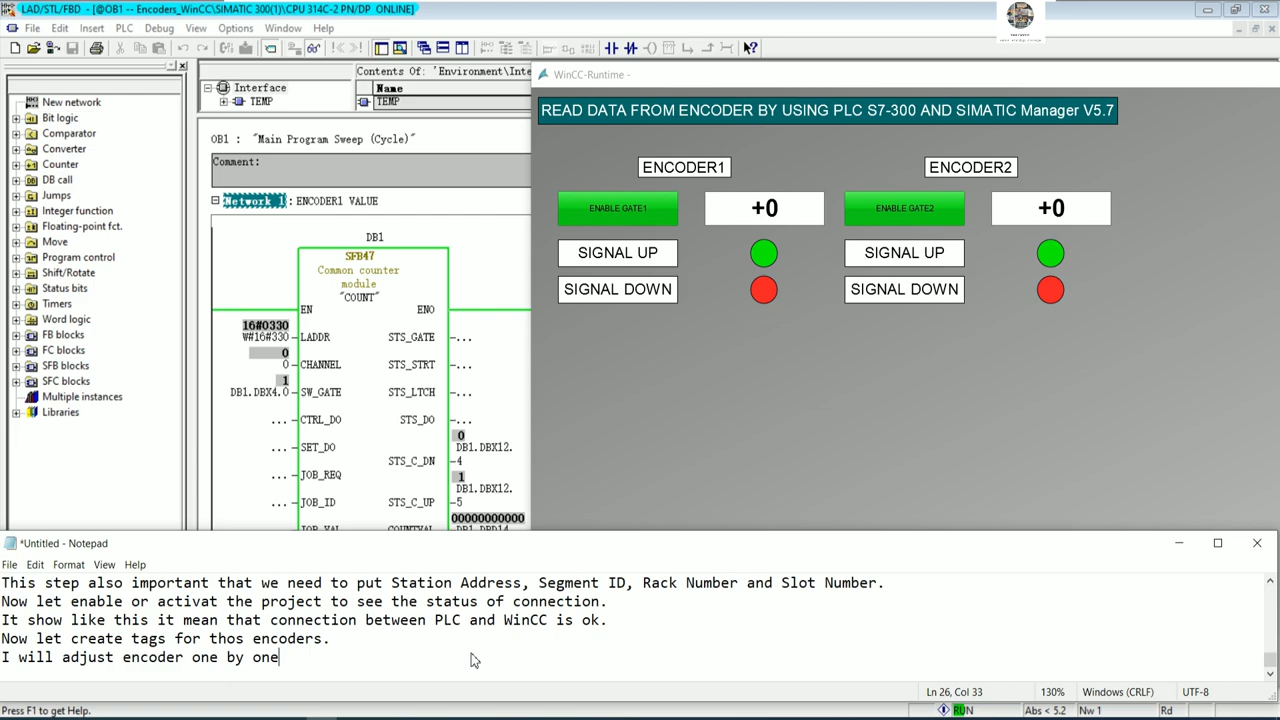 LAD/STL/FBD - [@OB1 -- Encoders_WinCC\SIMATIC 300(1)\CPU 314C-2 PN/DP ONLINE]
File Edit Insert PLC Debug View Options Window Help
New network
Bit logic
Comparator
Converter
Counter
DB call
Jumps
Integer function
Floating-point fct.
Move
Program control
Shift/Rotate
Status bits
Timers
Word logic
FB blocks
FC blocks
SFB blocks
SFC blocks
Multiple instances
Libraries
Interface
TEMP
Contents Of: 'Environment\Inte
Name
TEMP
OB1 : "Main Program Sweep (Cycle)"
Comment:
Network 1: ENCODER1 VALUE
DB1
SFB47
Common counter
module
"COUNT"
EN ENO
16#0330
W#16#330 LADDR STS_GATE ...
0
0 CHANNEL STS_STRT ...
1
DB1.DBX4.0 SW_GATE STS_LTCH ...
... CTRL_DO STS_DO ...
0
... SET_DO DB1.DBX12.
STS_C_DN 4
... JOB_REQ 1
DB1.DBX12.
... JOB_ID STS_C_UP 5
00000000000
JOB_VAL COUNTVAL DB1.DBD14
WinCC-Runtime -
READ DATA FROM ENCODER BY USING PLC S7-300 AND SIMATIC Manager V5.7
ENCODER1 ENCODER2
ENABLE GATE1 +0 ENABLE GATE2 +0
SIGNAL UP SIGNAL UP
SIGNAL DOWN SIGNAL DOWN
*Untitled - Notepad
File Edit Format View Help
This step also important that we need to put Station Address, Segment ID, Rack Number and Slot Number.
Now let enable or activat the project to see the status of connection.
It show like this it mean that connection between PLC and WinCC is ok.
Now let create tags for thos encoders.
I will adjust encoder one by one
Ln 26, Col 33 130% Windows (CRLF) UTF-8
Press F1 to get Help. RUN Abs < 5.2 Nw 1 Rd